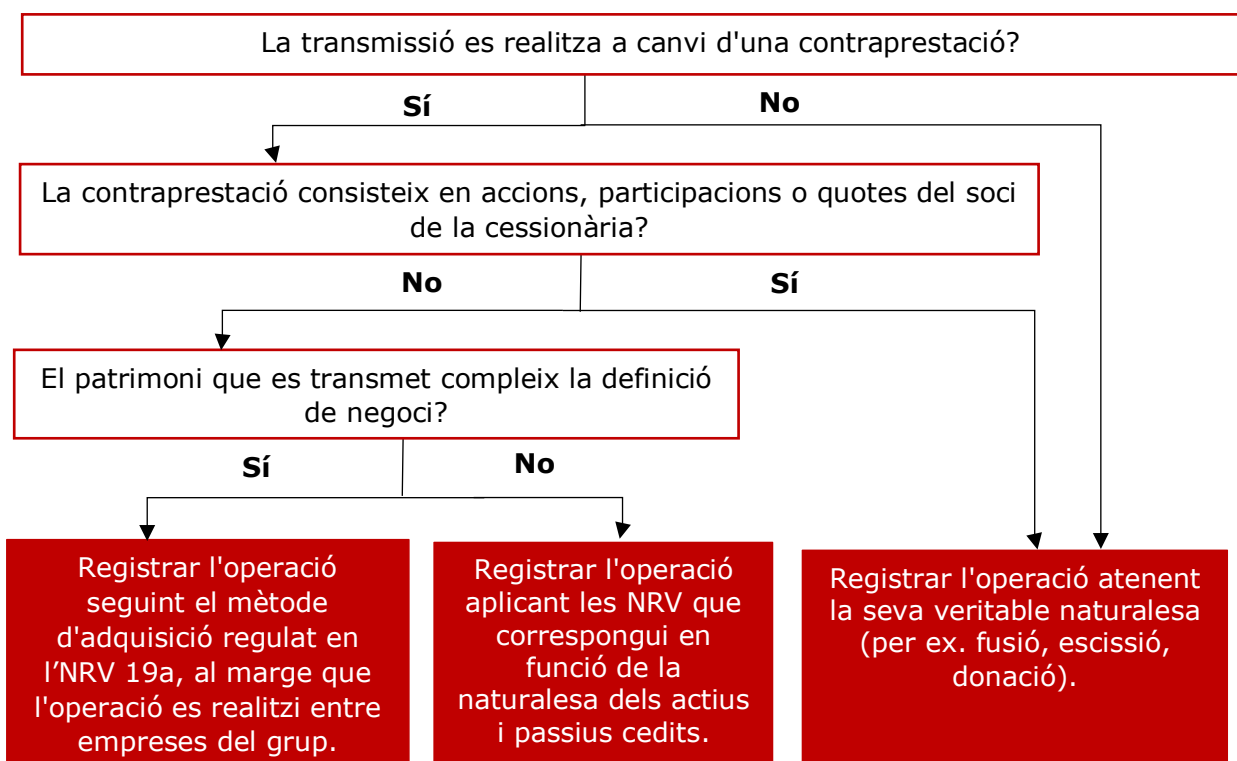 La transmissió es realitza a canvi d'una contraprestació?
Sí
No
La contraprestació consisteix en accions, participacions o quotes del soci
de la cessionària?
No
Sí
El patrimoni que es transmet compleix la definició
de negoci?
Sí
No
Registrar l'operació
seguint el mètode
d'adquisició regulat en
l’NRV 19a, al marge que
l'operació es realitzi entre
empreses del grup.
Registrar l'operació
aplicant les NRV que
correspongui en
funció de la
naturalesa dels actius
i passius cedits.
Registrar l'operació atenent
la seva veritable naturalesa
(per ex. fusió, escissió,
donació).